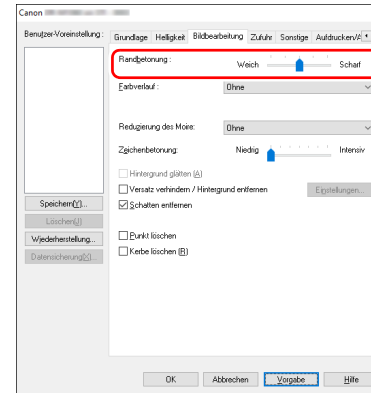 Canon
Benutzer-Voreinstellung :
Grundlage Helligkeit Bildbearbeitung Zufuhr Sonstige Aufdrucken/A
Randbetonung : Weich Scharf
Farbverlauf : Ohne
Reduzierung des Moire: Ohne
Zeichenbetonung: Niedrig Intensiv
Hintergrund glätten (A)
Versatz verhindern / Hintergrund entfernen Einstellungen...
Schatten entfernen
Punkt löschen
Kerbe löschen (R)
Speichern(Y)...
Löschen(J)
Wiederherstellung...
Datensicherung(X)...
OK Abbrechen Vorgabe Hilfe